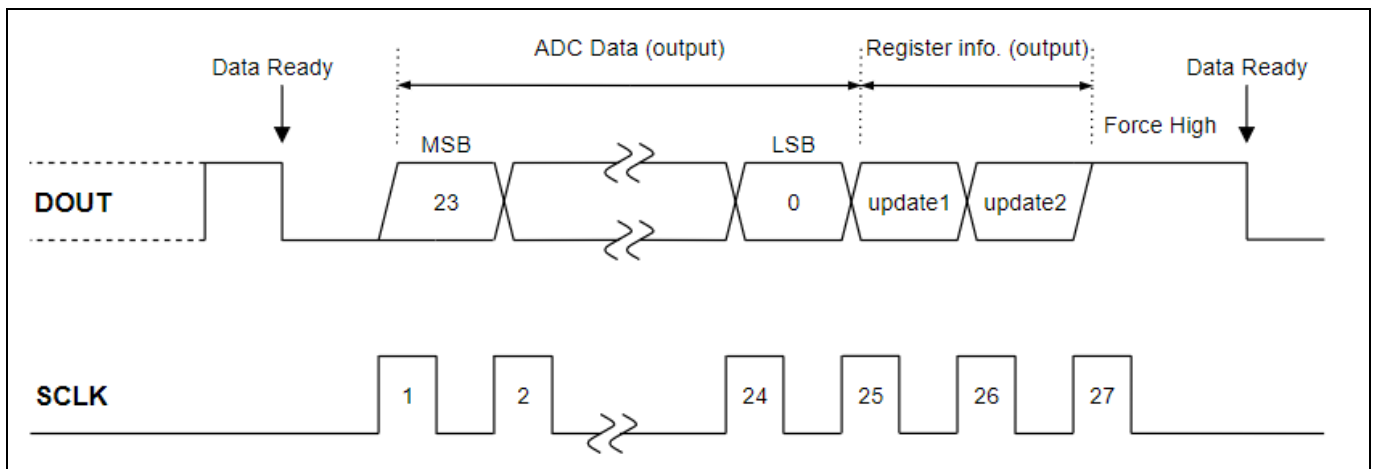 ADC Data (output)
Register info. (output)
Data Ready
Data Ready
Force High
MSB
LSB
DOUT
23
0
update1
update2
SCLK
1
2
24
25
26
27